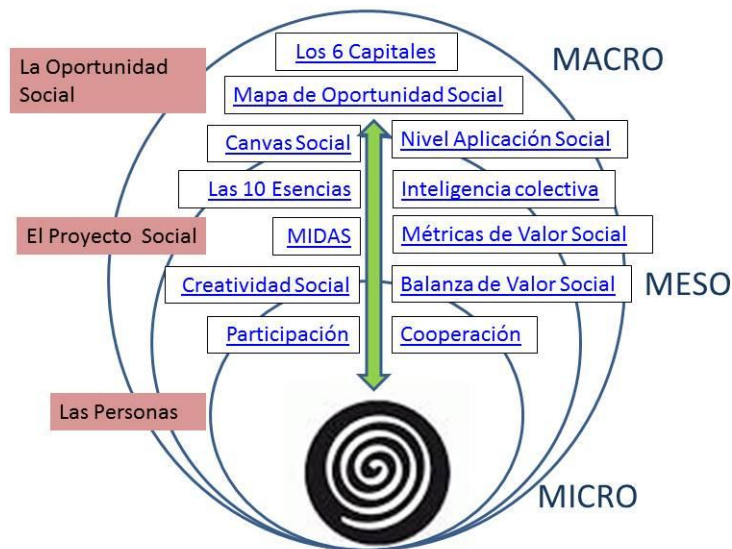 Los 6 Capitales
MACRO
La Oportunidad
Social
Mapa de Oportunidad Social
Canvas Social
Nivel Aplicación Social
Las 10 Esencias
Inteligencia colectiva
El Proyecto Social
MIDAS
Métricas de Valor Social
Creatividad Social
Balanza de Valor Social
MESO
Participación
Cooperación
Las Personas
MICRO